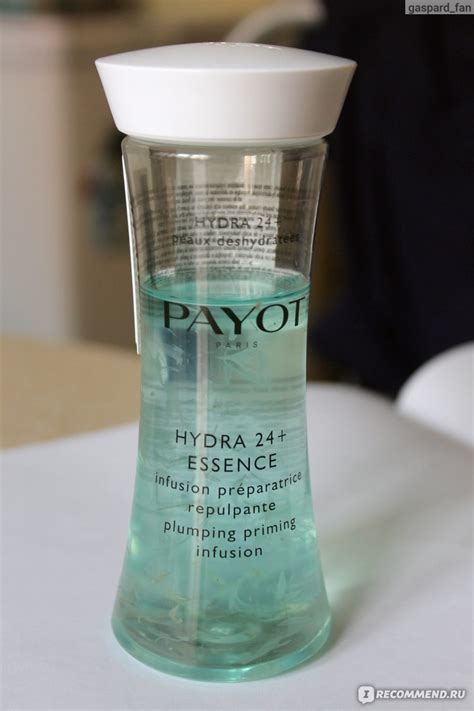 gaspard_fan
HYDRA 24+
peaux déshydratées
PAYOT
PARIS
HYDRA 24+
ESSENCE
infusion préparatrice
repulpante
plumping priming
infusion
I RECOMMEND.RU